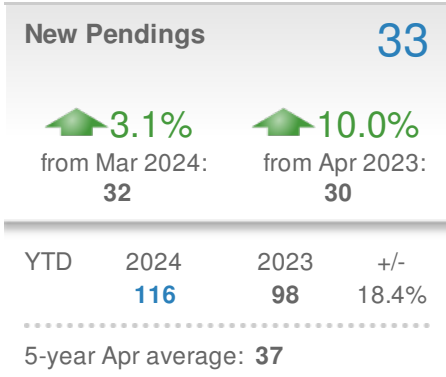 New Pendings 33
3.1% 10.0%
from Mar 2024: from Apr 2023:
32 30
YTD 2024 2023 +/-
116 98 18.4%
5-year Apr average: 37